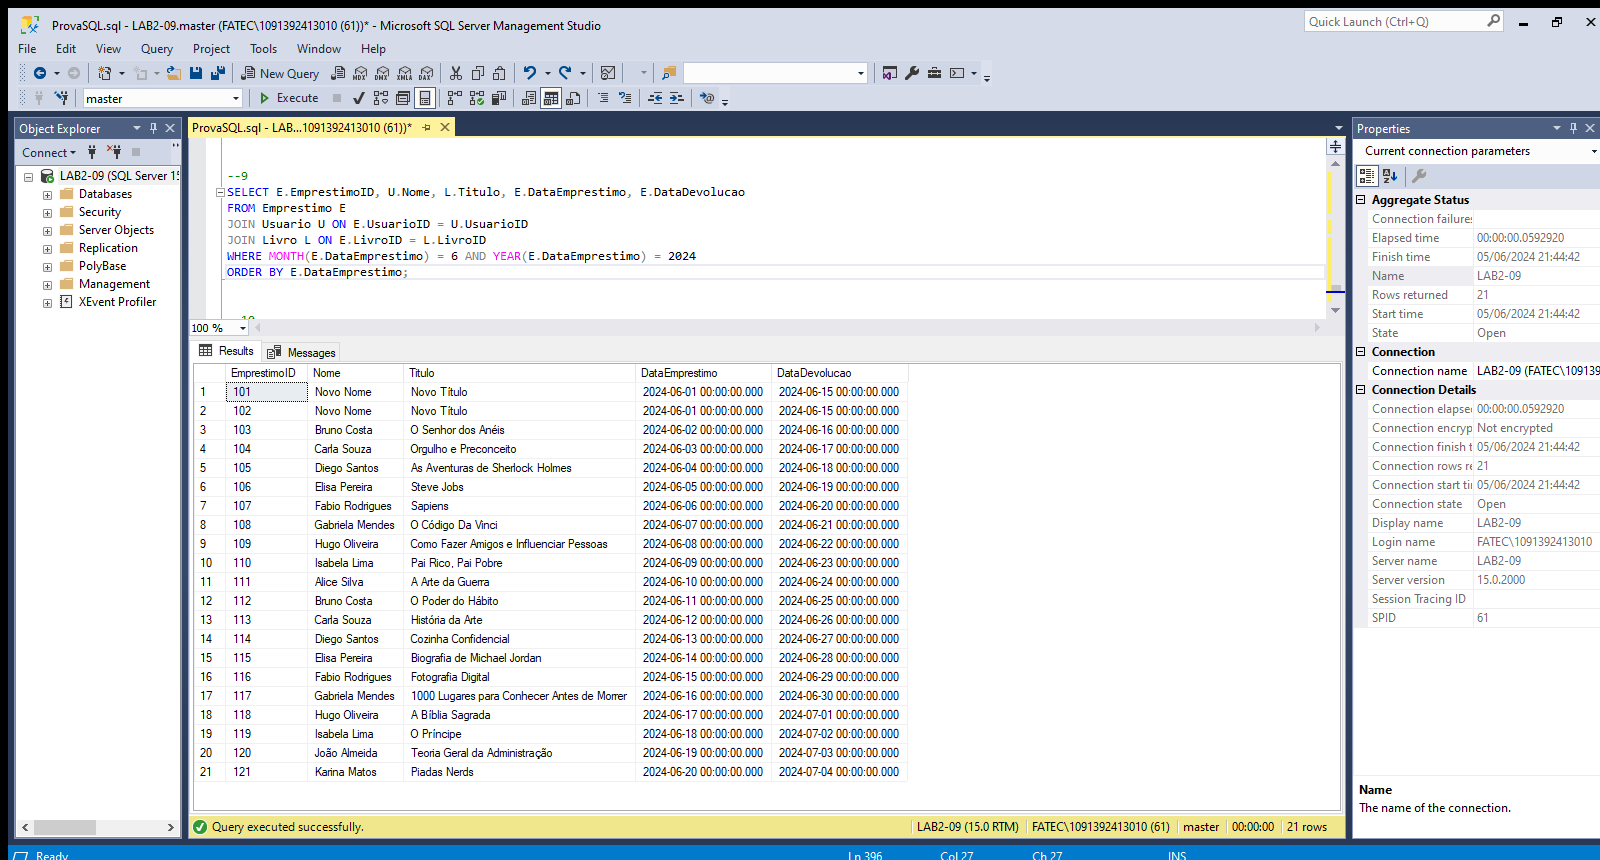 ProvaSQL.sql - LAB2-09.master (FATEC\1091392413010 (61))* - Microsoft SQL Server Management Studio
Quick Launch (Ctrl+Q)
File Edit View Query Project Tools Window Help
New Query MDX DMX XMLA DAX
master Execute
Object Explorer
Connect
LAB2-09 (SQL Server 15
Databases
Security
Server Objects
Replication
PolyBase
Management
XEvent Profiler
ProvaSQL.sql - LAB...1091392413010 (61))*
--9
SELECT E.EmprestimoID, U.Nome, L.Titulo, E.DataEmprestimo, E.DataDevolucao
FROM Emprestimo E
JOIN Usuario U ON E.UsuarioID = U.UsuarioID
JOIN Livro L ON E.LivroID = L.LivroID
WHERE MONTH(E.DataEmprestimo) = 6 AND YEAR(E.DataEmprestimo) = 2024
ORDER BY E.DataEmprestimo;
100 %
Results Messages
EmprestimoID Nome Titulo DataEmprestimo DataDevolucao
1 101 Novo Nome Novo Título 2024-06-01 00:00:00.000 2024-06-15 00:00:00.000
2 102 Novo Nome Novo Título 2024-06-01 00:00:00.000 2024-06-15 00:00:00.000
3 103 Bruno Costa O Senhor dos Anéis 2024-06-02 00:00:00.000 2024-06-16 00:00:00.000
4 104 Carla Souza Orgulho e Preconceito 2024-06-03 00:00:00.000 2024-06-17 00:00:00.000
5 105 Diego Santos As Aventuras de Sherlock Holmes 2024-06-04 00:00:00.000 2024-06-18 00:00:00.000
6 106 Elisa Pereira Steve Jobs 2024-06-05 00:00:00.000 2024-06-19 00:00:00.000
7 107 Fabio Rodrigues Sapiens 2024-06-06 00:00:00.000 2024-06-20 00:00:00.000
8 108 Gabriela Mendes O Código Da Vinci 2024-06-07 00:00:00.000 2024-06-21 00:00:00.000
9 109 Hugo Oliveira Como Fazer Amigos e Influenciar Pessoas 2024-06-08 00:00:00.000 2024-06-22 00:00:00.000
10 110 Isabela Lima Pai Rico, Pai Pobre 2024-06-09 00:00:00.000 2024-06-23 00:00:00.000
11 111 Alice Silva A Arte da Guerra 2024-06-10 00:00:00.000 2024-06-24 00:00:00.000
12 112 Bruno Costa O Poder do Hábito 2024-06-11 00:00:00.000 2024-06-25 00:00:00.000
13 113 Carla Souza História da Arte 2024-06-12 00:00:00.000 2024-06-26 00:00:00.000
14 114 Diego Santos Cozinha Confidencial 2024-06-13 00:00:00.000 2024-06-27 00:00:00.000
15 115 Elisa Pereira Biografia de Michael Jordan 2024-06-14 00:00:00.000 2024-06-28 00:00:00.000
16 116 Fabio Rodrigues Fotografia Digital 2024-06-15 00:00:00.000 2024-06-29 00:00:00.000
17 117 Gabriela Mendes 1000 Lugares para Conhecer Antes de Morrer 2024-06-16 00:00:00.000 2024-06-30 00:00:00.000
18 118 Hugo Oliveira A Bíblia Sagrada 2024-06-17 00:00:00.000 2024-07-01 00:00:00.000
19 119 Isabela Lima O Príncipe 2024-06-18 00:00:00.000 2024-07-02 00:00:00.000
20 120 João Almeida Teoria Geral da Administração 2024-06-19 00:00:00.000 2024-07-03 00:00:00.000
21 121 Karina Matos Piadas Nerds 2024-06-20 00:00:00.000 2024-07-04 00:00:00.000
Query executed successfully. LAB2-09 (15.0 RTM) FATEC\1091392413010 (61) master 00:00:00 21 rows
Properties
Current connection parameters
Aggregate Status
Connection failures
Elapsed time 00:00:00.0592920
Finish time 05/06/2024 21:44:42
Name LAB2-09
Rows returned 21
Start time 05/06/2024 21:44:42
State Open
Connection
Connection name LAB2-09 (FATEC\109139
Connection Details
Connection elapse 00:00:00.0592920
Connection encryp Not encrypted
Connection finish t 05/06/2024 21:44:42
Connection rows re 21
Connection start ti 05/06/2024 21:44:42
Connection state Open
Display name LAB2-09
Login name FATEC\1091392413010
Server name LAB2-09
Server version 15.0.2000
Session Tracing ID
SPID 61
Name
The name of the connection.
Ready Ln 396 Col 27 Ch 27 INS